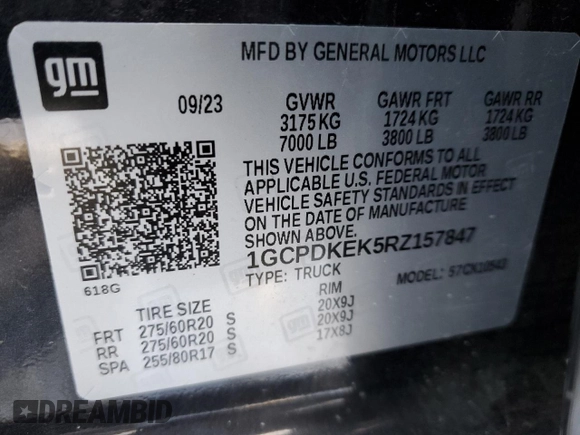 gm
MFD BY GENERAL MOTORS LLC
09/23 GVWR GAWR FRT GAWR RR
3175 KG 1724 KG 1724 KG
7000 LB 3800 LB 3800 LB
THIS VEHICLE CONFORMS TO ALL
APPLICABLE U.S. FEDERAL MOTOR
VEHICLE SAFETY STANDARDS IN EFFECT
ON THE DATE OF MANUFACTURE
SHOWN ABOVE.
1GCPDKEK5RZ157847
618G
TYPE: TRUCK MODEL:
TIRE SIZE RIM
FRT 275/60R20 S 20X9J
RR 275/60R20 S 20X9J
SPA 255/80R17 S 17X8J
gm
DREAMBID